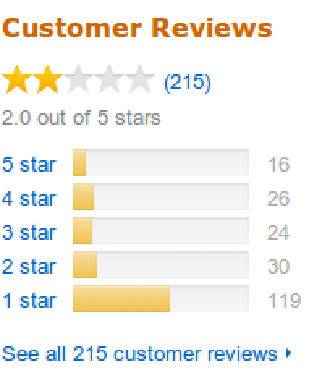 Customer Reviews
(215)
2.0 out of 5 stars
5 star 16
4 star 26
3 star 24
2 star 30
1 star 119
See all 215 customer reviews